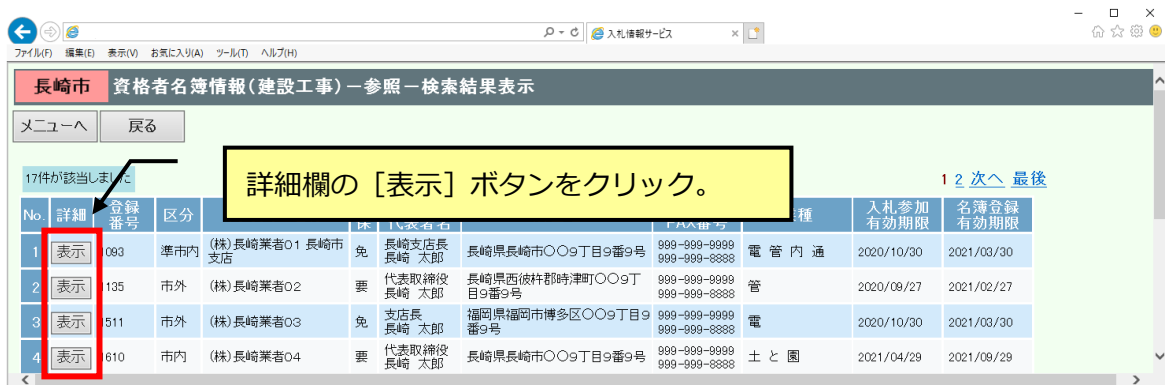 入札情報サービス
ファイル(F) 編集(E) 表示(V) お気に入り(A) ツール(T) ヘルプ(H)
長崎市 資格者名簿情報(建設工事)－参照－検索結果表示
メニューへ 戻る
17件が該当しました
詳細欄の［表示］ボタンをクリック。
1 2 次へ 最後
No. 詳細 登録番号 区分 代表者名 FAX番号 種 入札参加有効期限 名簿登録有効期限
1 表示 1093 準市内 (株)長崎業者01 長崎市支店 免 長崎支店長 長崎 太郎 長崎県長崎市〇〇9丁目9番9号 999-999-9999 999-999-8888 電 管 内 通 2020/10/30 2021/03/30
2 表示 1135 市外 (株)長崎業者02 要 代表取締役 長崎 太郎 長崎県西彼杵郡時津町〇〇9丁目9番9号 999-999-9999 999-999-8888 管 2020/09/27 2021/02/27
3 表示 1511 市外 (株)長崎業者03 免 支店長 長崎 太郎 福岡県福岡市博多区〇〇9丁目9番9号 999-999-9999 999-999-8888 電 2020/10/30 2021/03/30
4 表示 1610 市内 (株)長崎業者04 要 代表取締役 長崎 太郎 長崎県長崎市〇〇9丁目9番9号 999-999-9999 999-999-8888 土 と 園 2021/04/29 2021/09/29